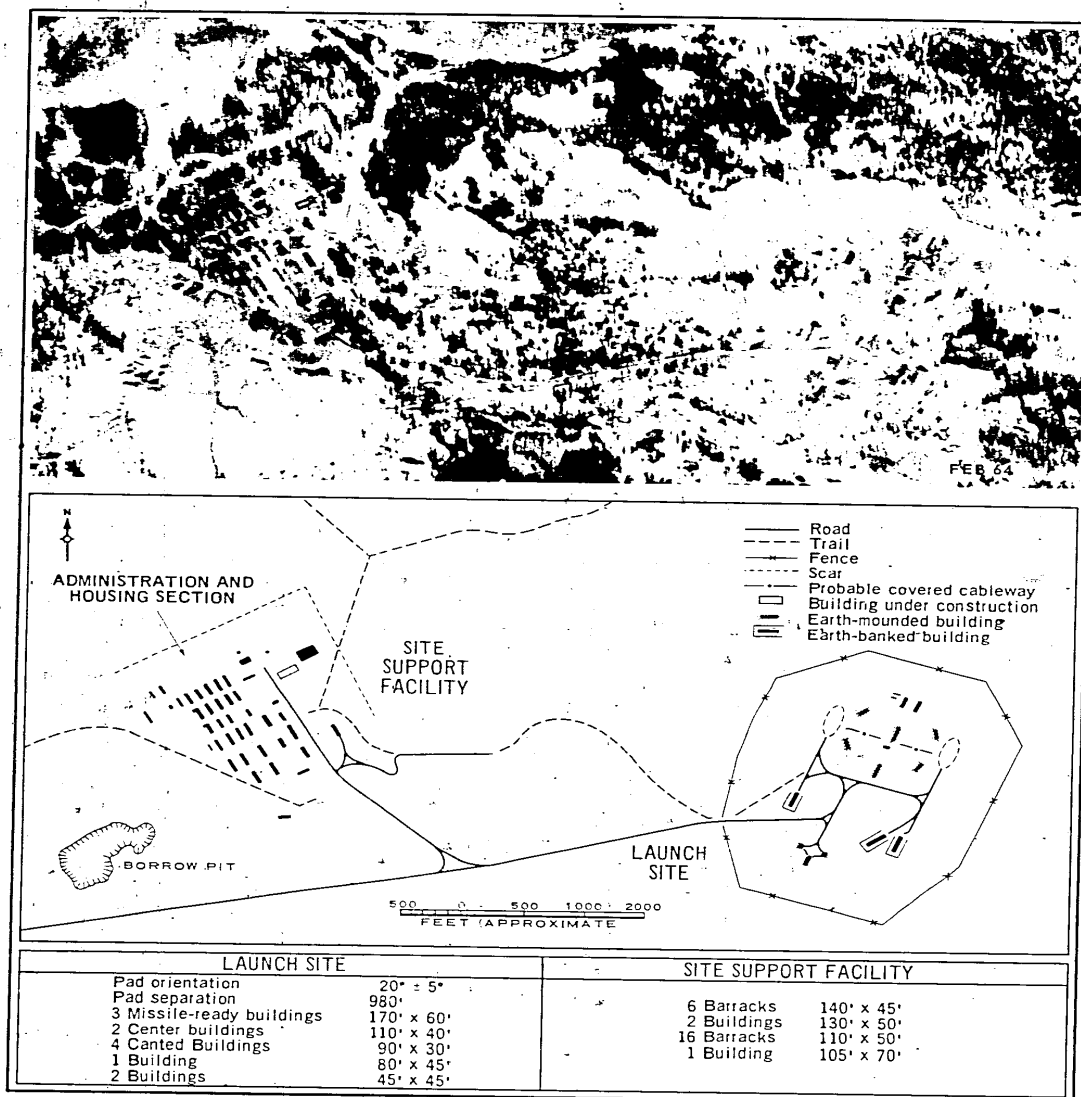 FEB 64
N
ADMINISTRATION AND
HOUSING SECTION
SITE
SUPPORT
FACILITY
Road
Trail
Fence
Scar
Probable covered cableway
Building under construction
Earth-mounded building
Earth-banked building
BORROW PIT
LAUNCH
SITE
500 0 500 1000 2000
FEET (APPROXIMATE
LAUNCH SITE
Pad orientation 20° ± 5°
Pad separation 980'
3 Missile-ready buildings 170' x 60'
2 Center buildings 110' x 40'
4 Canted Buildings 90' x 30'
1 Building 80' x 45'
2 Buildings 45' x 45'
SITE SUPPORT FACILITY
6 Barracks 140' x 45'
2 Buildings 130' x 50'
16 Barracks 110' x 50'
1 Building 105' x 70'